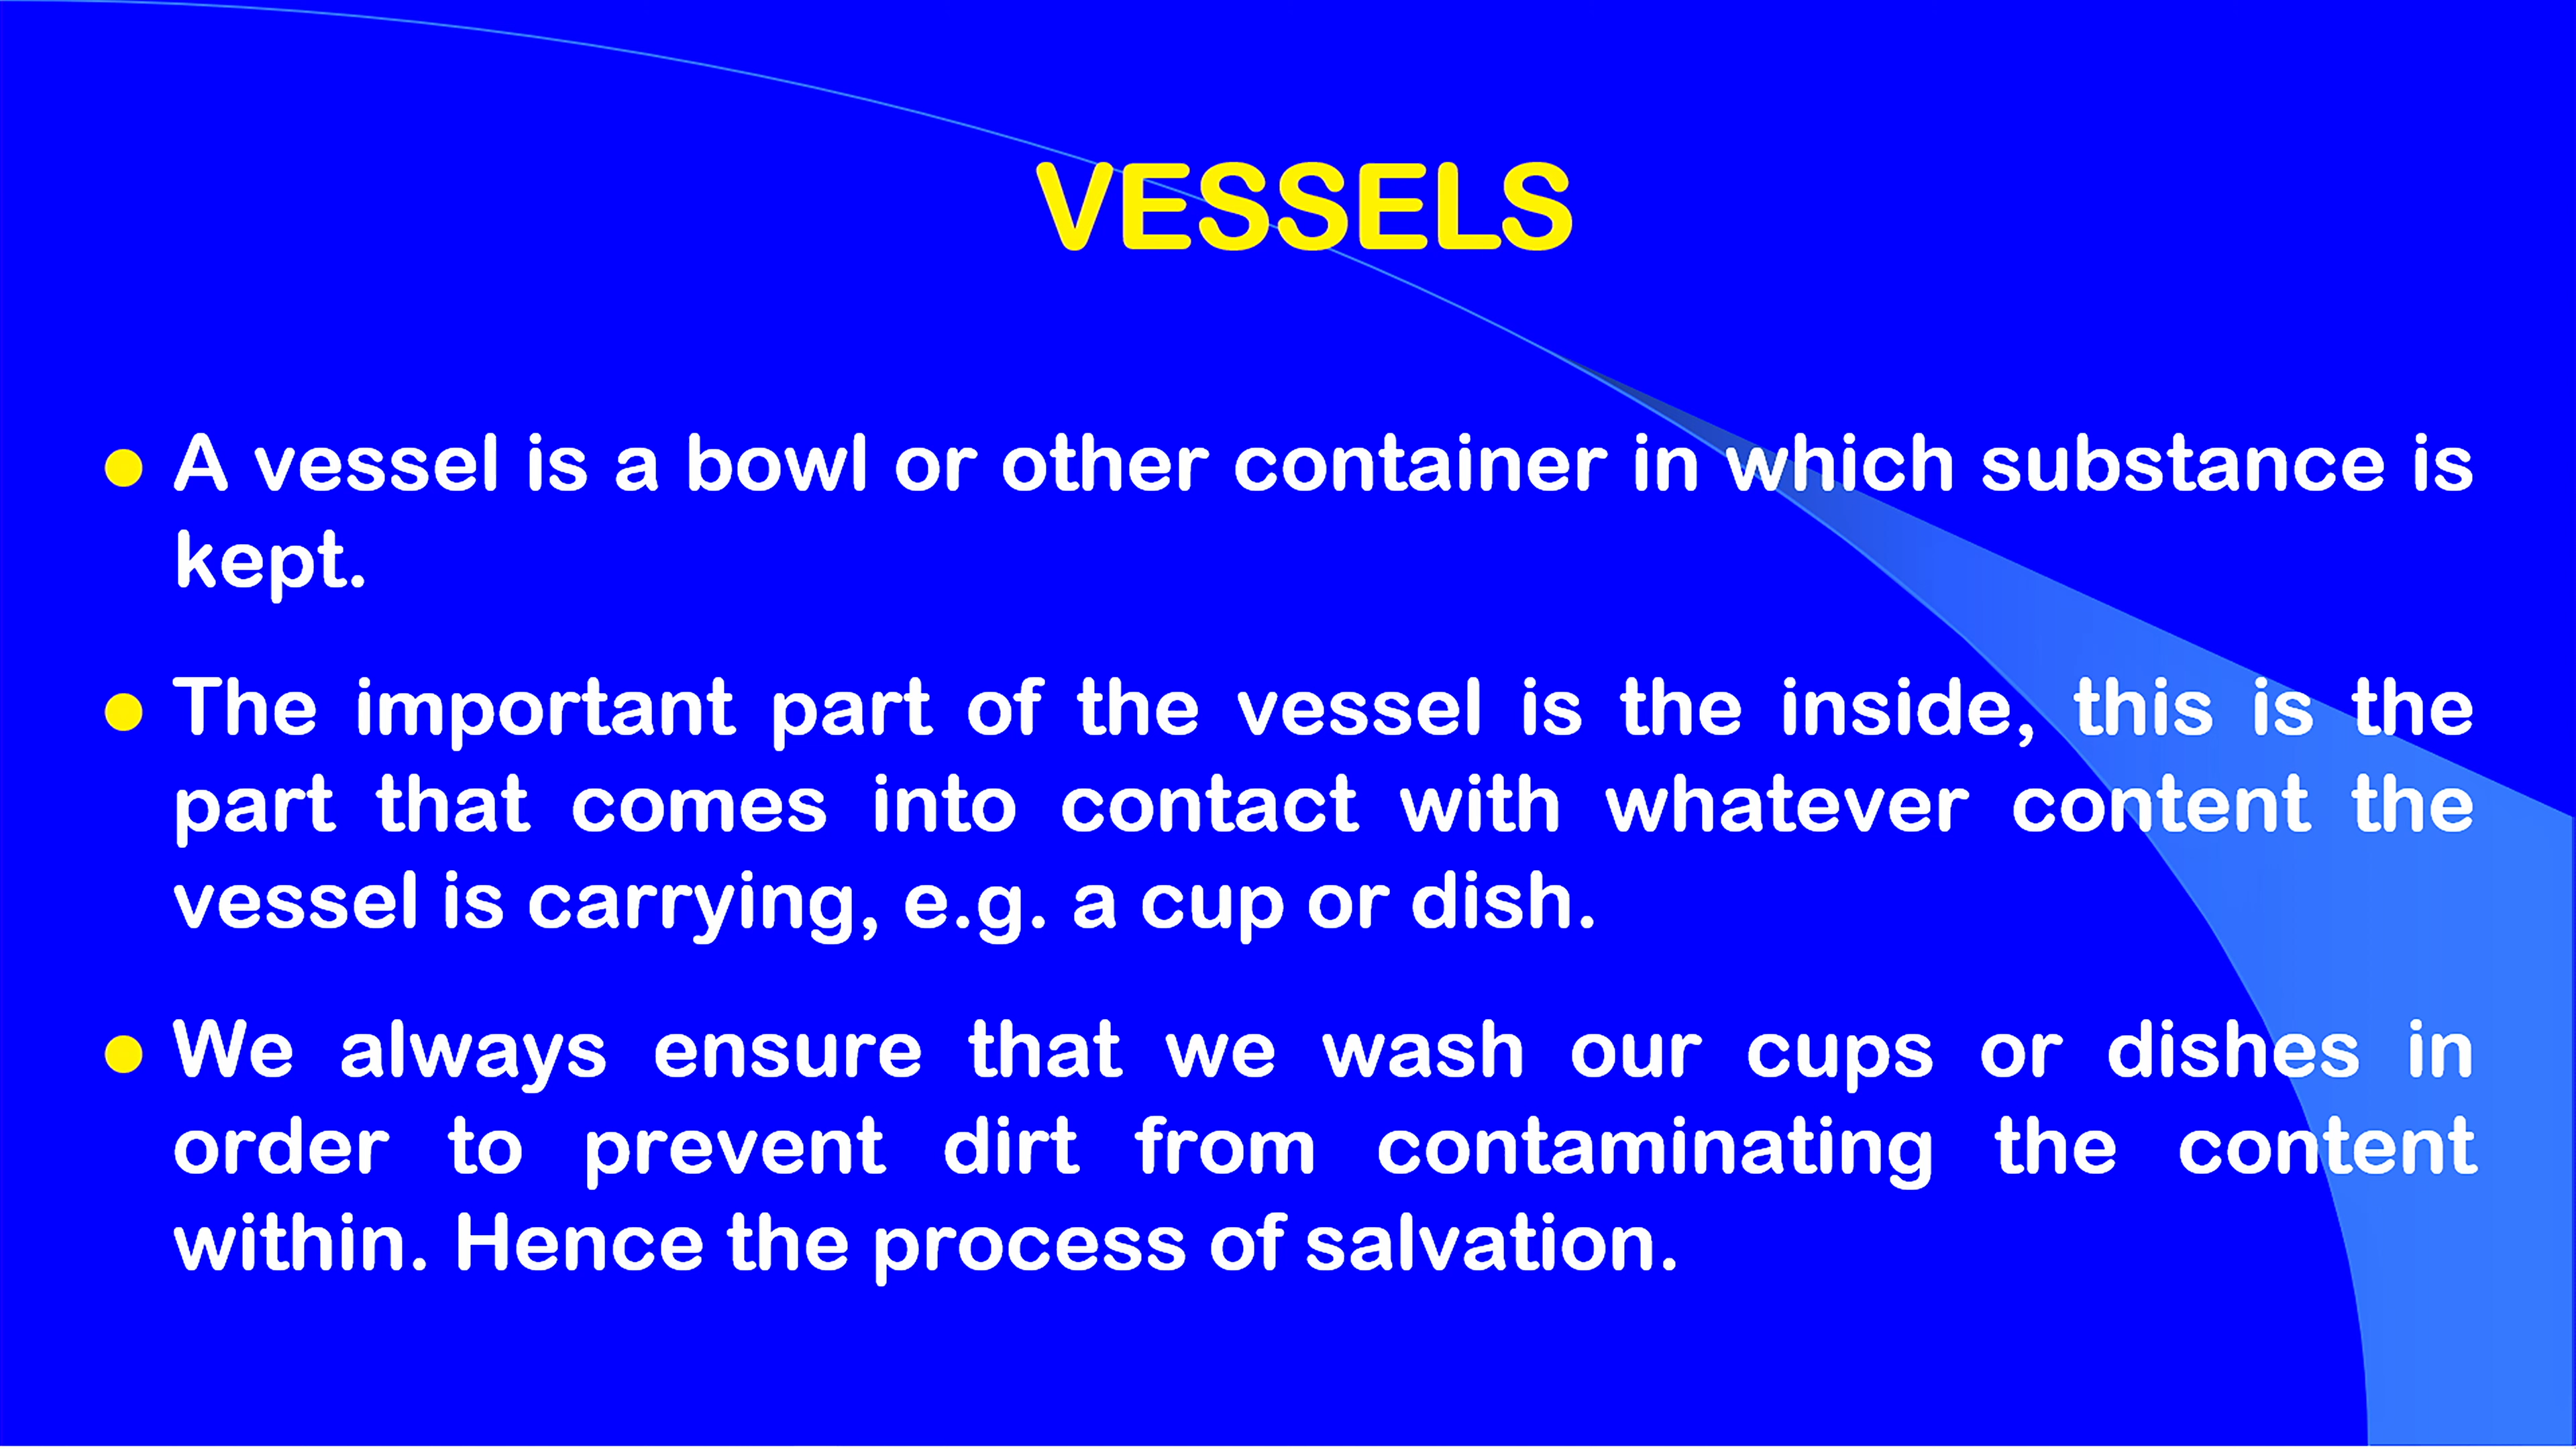 VESSELS
A vessel is a bowl or other container in which substance is
kept.
The important part of the vessel is the inside, this is the
part that comes into contact with whatever content the
vessel is carrying, e.g. a cup or dish.
We always ensure that we wash our cups or dishes in
order to prevent dirt from contaminating the content
within. Hence the process of salvation.